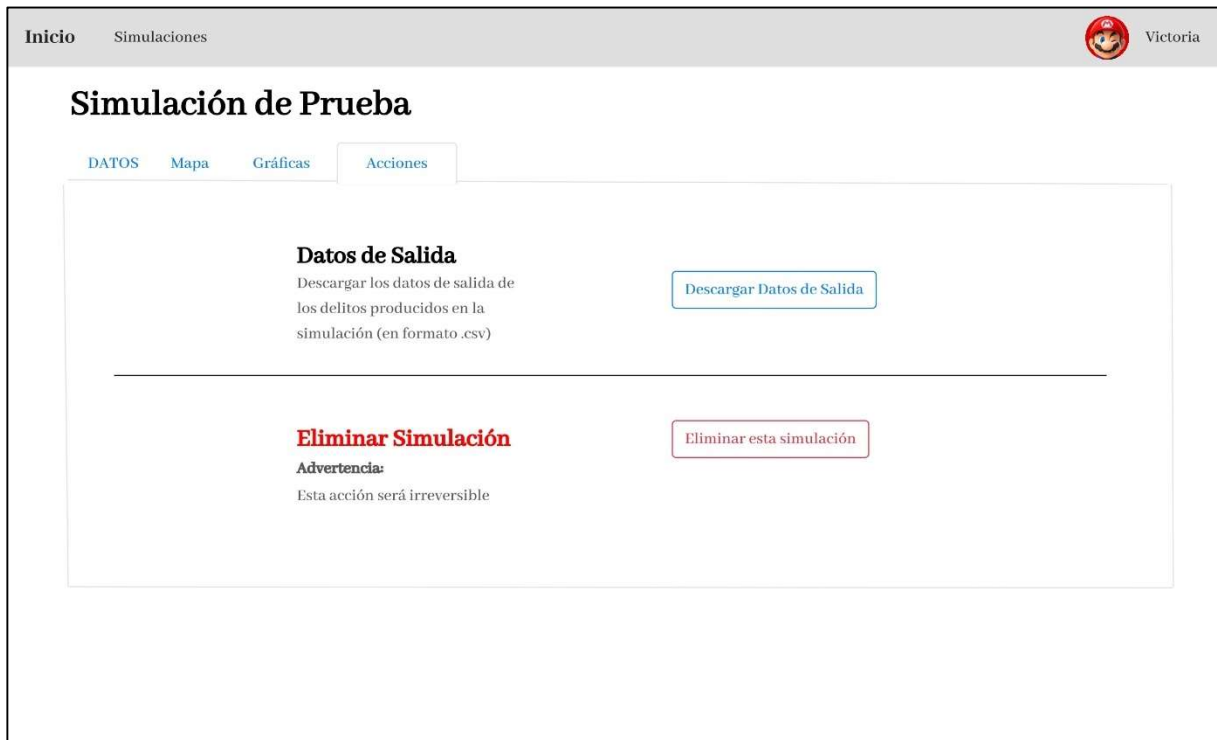 Inicio Simulaciones Victoria
Simulación de Prueba
DATOS Mapa Gráficas Acciones
Datos de Salida
Descargar los datos de salida de
los delitos producidos en la
simulación (en formato .csv)
Descargar Datos de Salida
Eliminar Simulación
Advertencia:
Esta acción será irreversible
Eliminar esta simulación